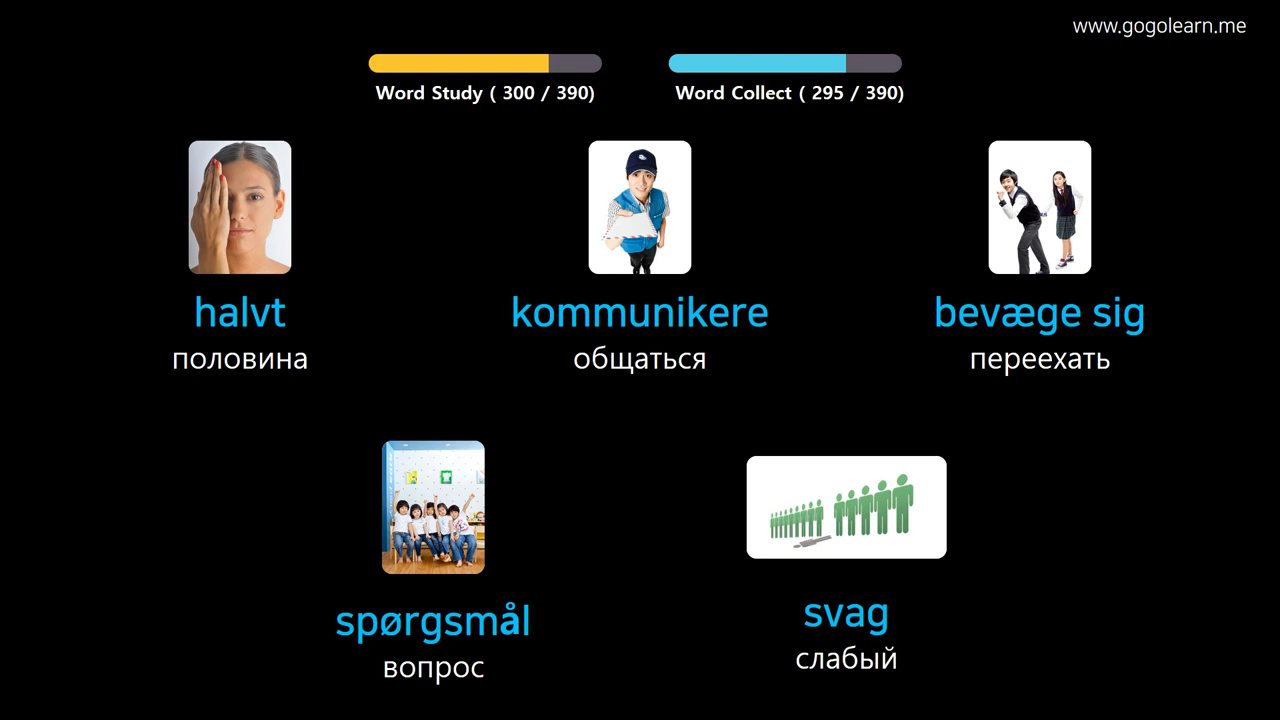 www.gogolearn.me
Word Study ( 300 / 390)
Word Collect ( 295 / 390)
halvt
половина
kommunikere
общаться
bevæge sig
переехать
spørgsmål
вопрос
svag
слабый